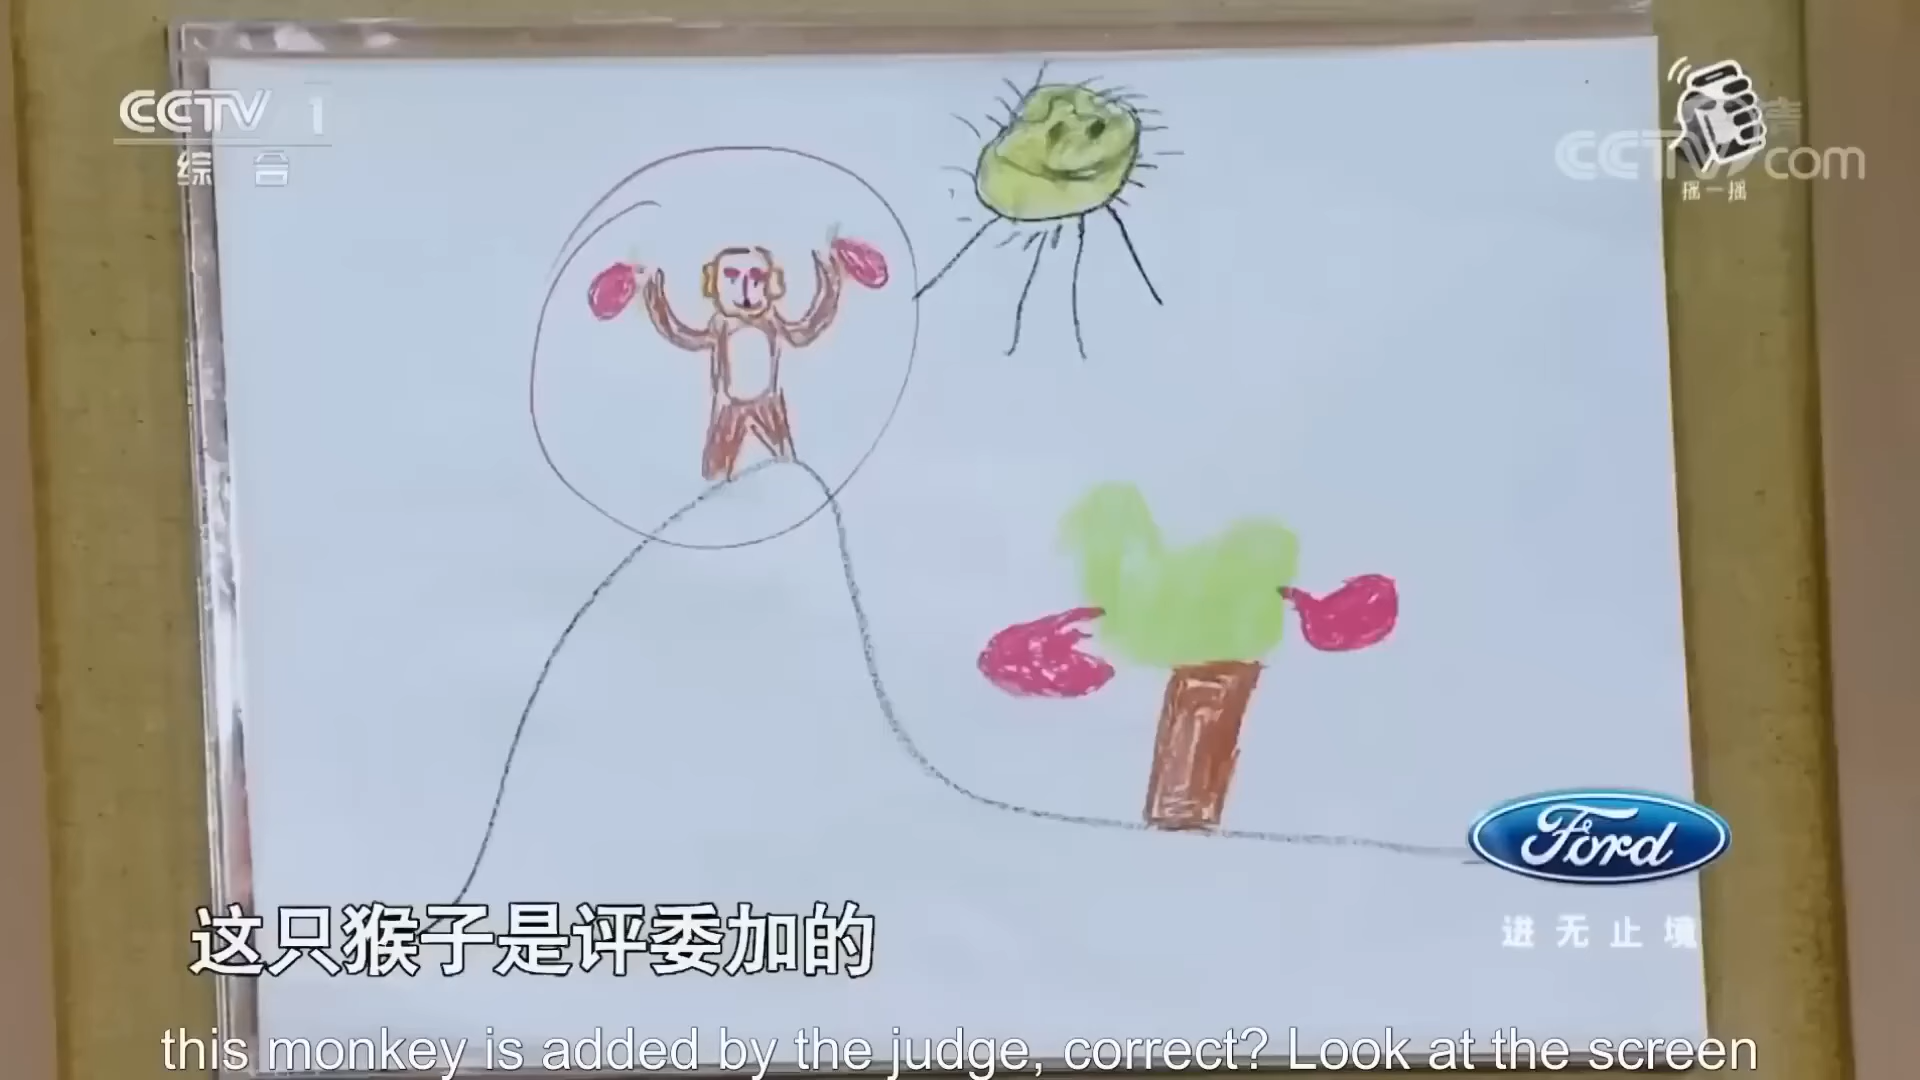 CCTV 1
综合
CCTV.com
摇一摇
Ford
进无止境
这只猴子是评委加的
this monkey is added by the judge, correct? Look at the screen